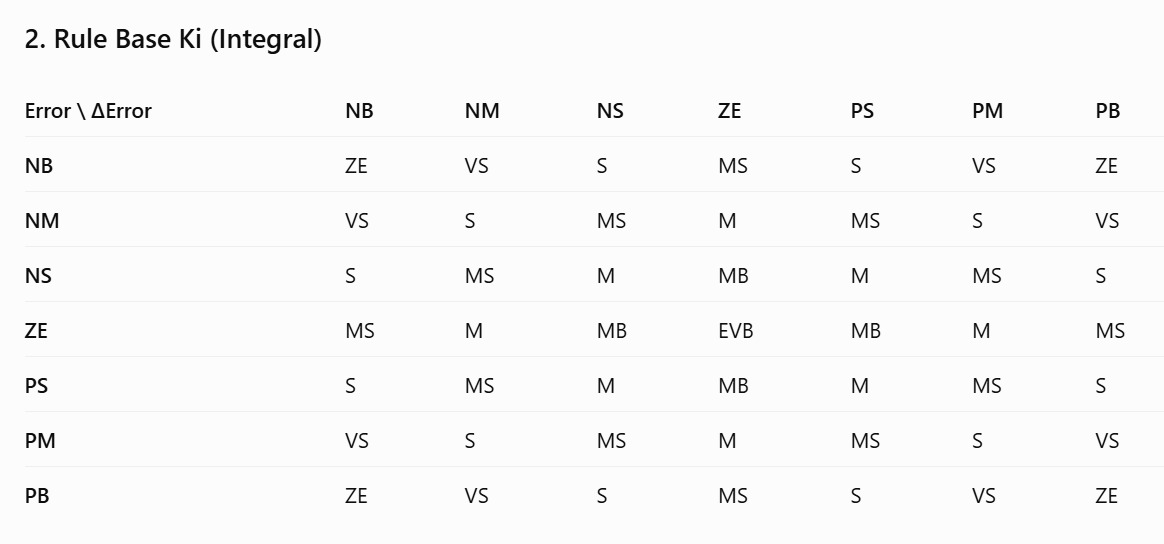 2. Rule Base Ki (Integral)
Error \ ΔError NB NM NS ZE PS PM PB
NB ZE VS S MS S VS ZE
NM VS S MS M MS S VS
NS S MS M MB M MS S
ZE MS M MB EVB MB M MS
PS S MS M MB M MS S
PM VS S MS M MS S VS
PB ZE VS S MS S VS ZE